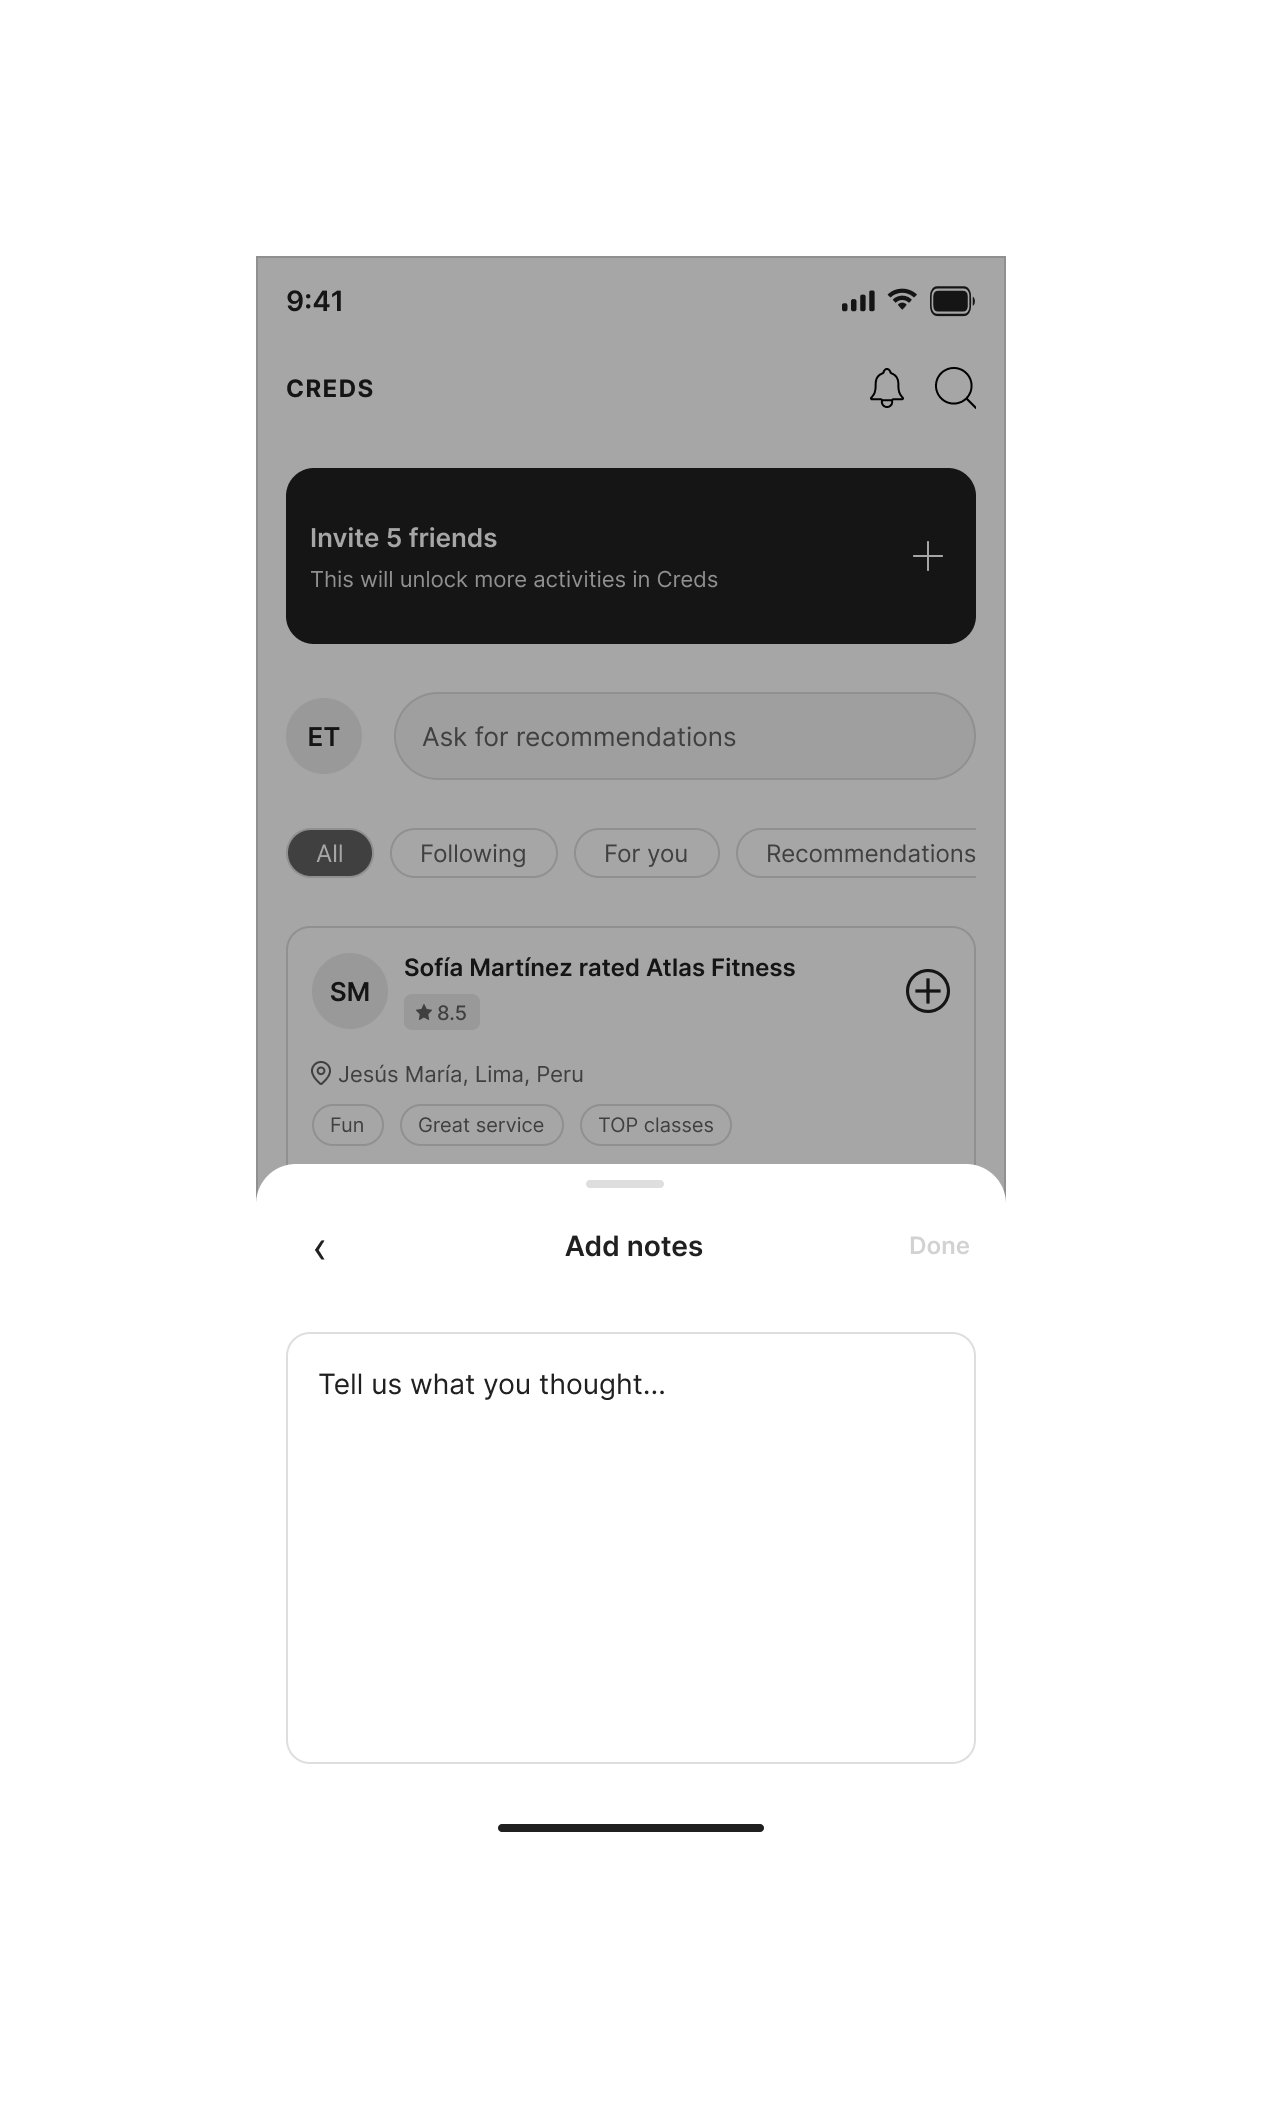 9:41
CREDS
Invite 5 friends
This will unlock more activities in Creds
ET
Ask for recommendations
All Following For you Recommendations
SM
Sofía Martínez rated Atlas Fitness
8.5
Jesús María, Lima, Peru
Fun Great service TOP classes
‹ Add notes Done
Tell us what you thought...